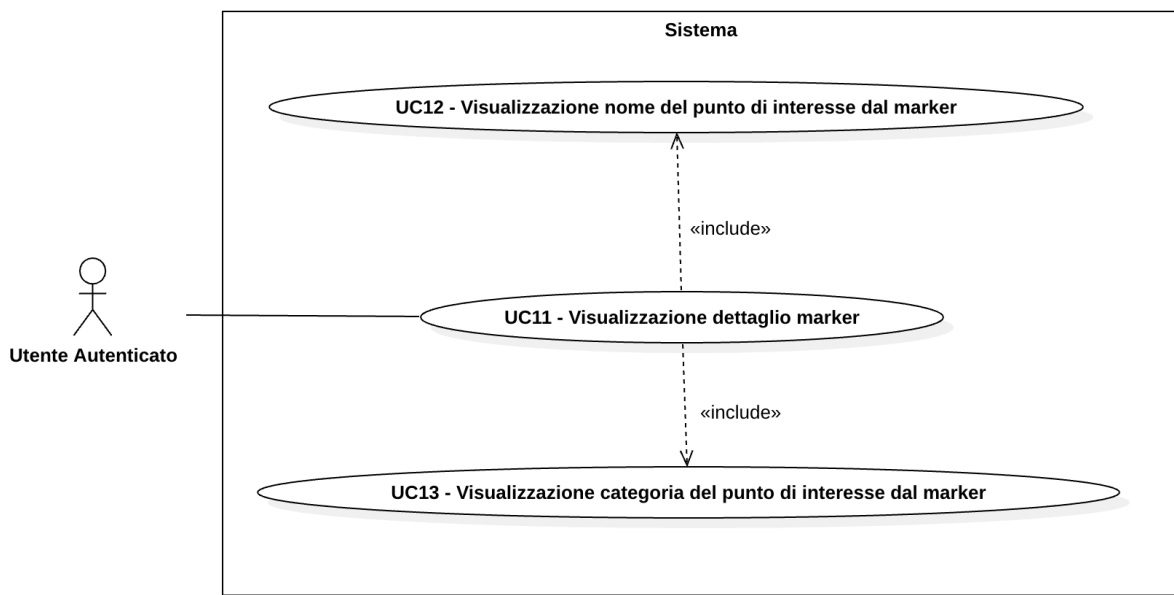 Sistema
UC12 - Visualizzazione nome del punto di interesse dal marker
«include»
UC11 - Visualizzazione dettaglio marker
Utente Autenticato
«include»
UC13 - Visualizzazione categoria del punto di interesse dal marker